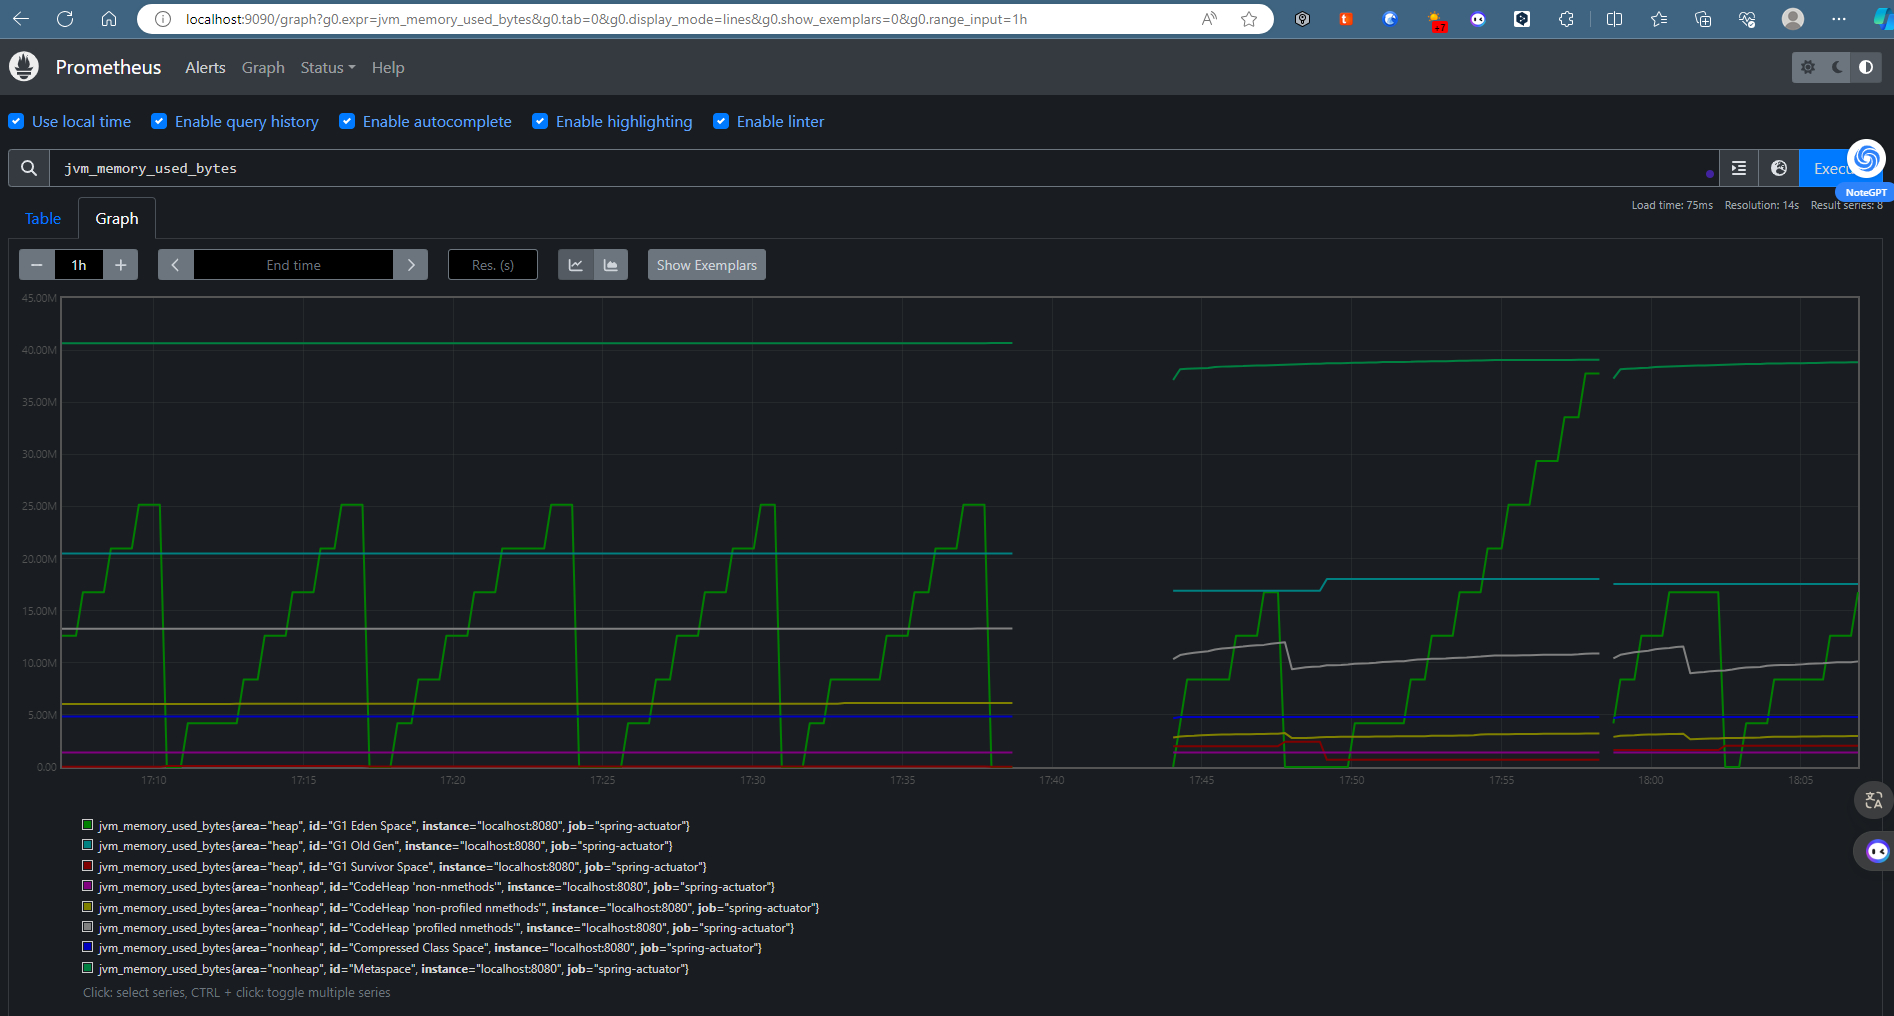 localhost:9090/graph?g0.expr=jvm_memory_used_bytes&g0.tab=0&g0.display_mode=lines&g0.show_exemplars=0&g0.range_input=1h
+7
Prometheus Alerts Graph Status Help
Use local time Enable query history Enable autocomplete Enable highlighting Enable linter
jvm_memory_used_bytes
NoteGPT
Load time: 75ms Resolution: 14s Result series: 8
Table Graph
1h End time Res. (s) Show Exemplars
45.00M
40.00M
35.00M
30.00M
25.00M
20.00M
15.00M
10.00M
5.00M
0.00
17:10 17:15 17:20 17:25 17:30 17:35 17:40 17:45 17:50 17:55 18:00 18:05
jvm_memory_used_bytes{area="heap", id="G1 Eden Space", instance="localhost:8080", job="spring-actuator"}
jvm_memory_used_bytes{area="heap", id="G1 Old Gen", instance="localhost:8080", job="spring-actuator"}
jvm_memory_used_bytes{area="heap", id="G1 Survivor Space", instance="localhost:8080", job="spring-actuator"}
jvm_memory_used_bytes{area="nonheap", id="CodeHeap 'non-nmethods'", instance="localhost:8080", job="spring-actuator"}
jvm_memory_used_bytes{area="nonheap", id="CodeHeap 'non-profiled nmethods'", instance="localhost:8080", job="spring-actuator"}
jvm_memory_used_bytes{area="nonheap", id="CodeHeap 'profiled nmethods'", instance="localhost:8080", job="spring-actuator"}
jvm_memory_used_bytes{area="nonheap", id="Compressed Class Space", instance="localhost:8080", job="spring-actuator"}
jvm_memory_used_bytes{area="nonheap", id="Metaspace", instance="localhost:8080", job="spring-actuator"}
Click: select series, CTRL + click: toggle multiple series